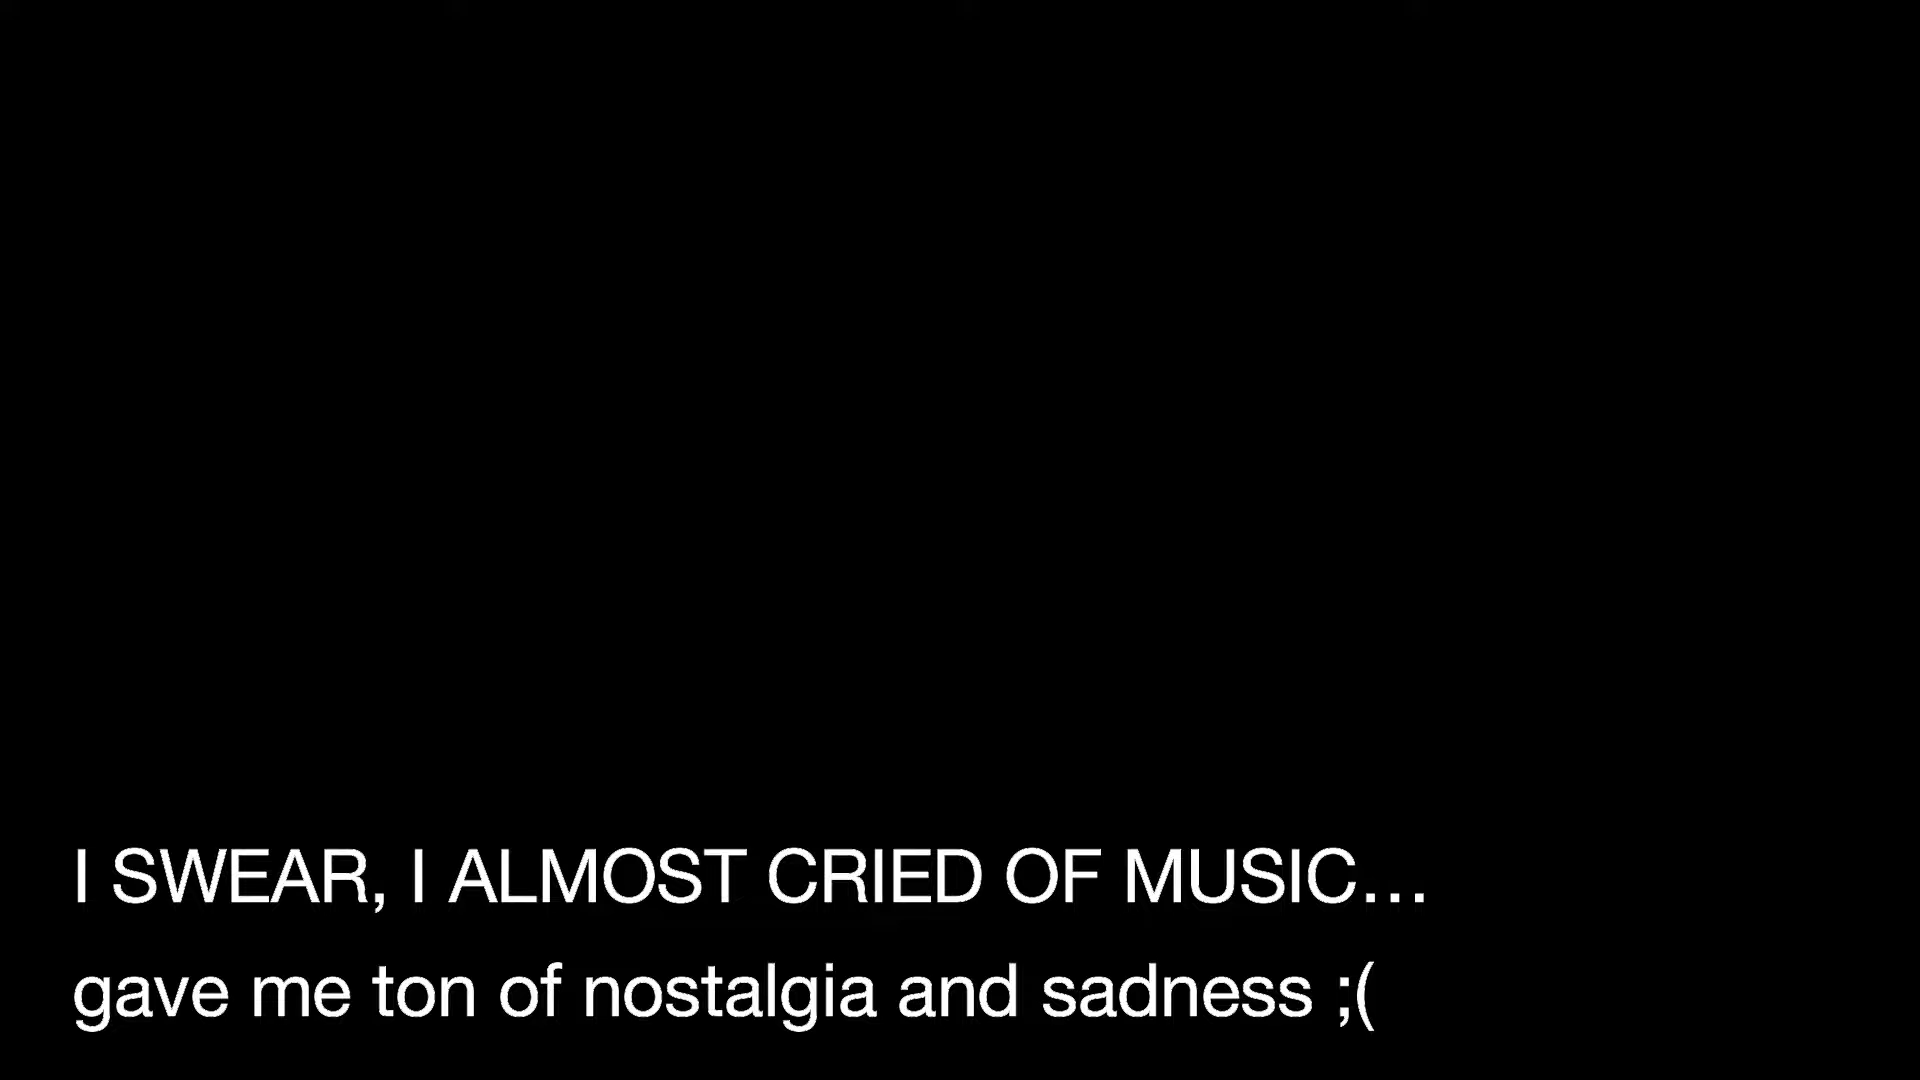 I SWEAR, I ALMOST CRIED OF MUSIC...
gave me ton of nostalgia and sadness ;(